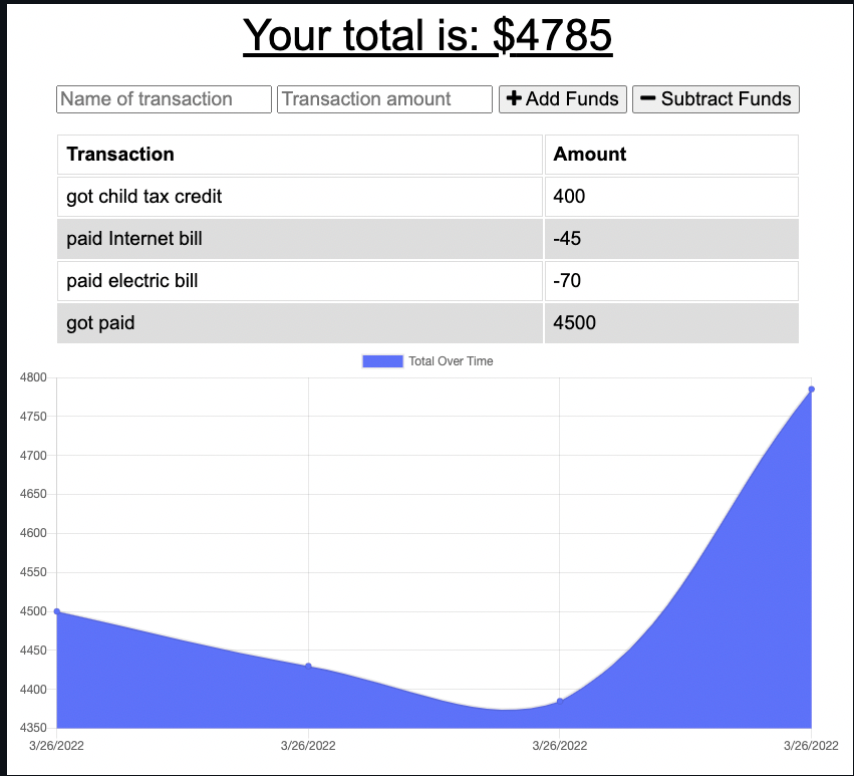 Your total is: $4785
Name of transaction Transaction amount + Add Funds − Subtract Funds
Transaction Amount
got child tax credit 400
paid Internet bill -45
paid electric bill -70
got paid 4500
Total Over Time
4800
4750
4700
4650
4600
4550
4500
4450
4400
4350
3/26/2022 3/26/2022 3/26/2022 3/26/2022